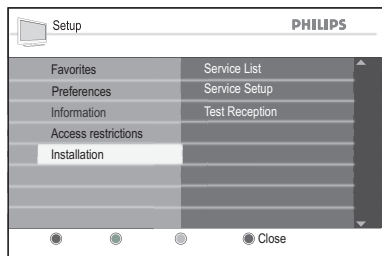 Setup
PHILIPS
Favorites
Preferences
Information
Access restrictions
Installation
Service List
Service Setup
Test Reception
Close